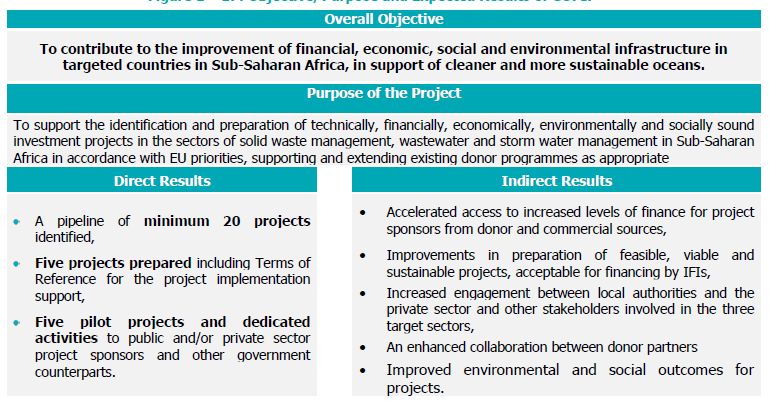 Overall Objective
To contribute to the improvement of financial, economic, social and environmental infrastructure in
targeted countries in Sub-Saharan Africa, in support of cleaner and more sustainable oceans.
Purpose of the Project
To support the identification and preparation of technically, financially, economically, environmentally and socially sound
investment projects in the sectors of solid waste management, wastewater and storm water management in Sub-Saharan
Africa in accordance with EU priorities, supporting and extending existing donor programmes as appropriate
Direct Results
• A pipeline of minimum 20 projects
identified,
• Five projects prepared including Terms of
Reference for the project implementation
support,
• Five pilot projects and dedicated
activities to public and/or private sector
project sponsors and other government
counterparts.
Indirect Results
• Accelerated access to increased levels of finance for project
sponsors from donor and commercial sources,
• Improvements in preparation of feasible, viable and
sustainable projects, acceptable for financing by IFIs,
• Increased engagement between local authorities and the
private sector and other stakeholders involved in the three
target sectors,
• An enhanced collaboration between donor partners
• Improved environmental and social outcomes for
projects.